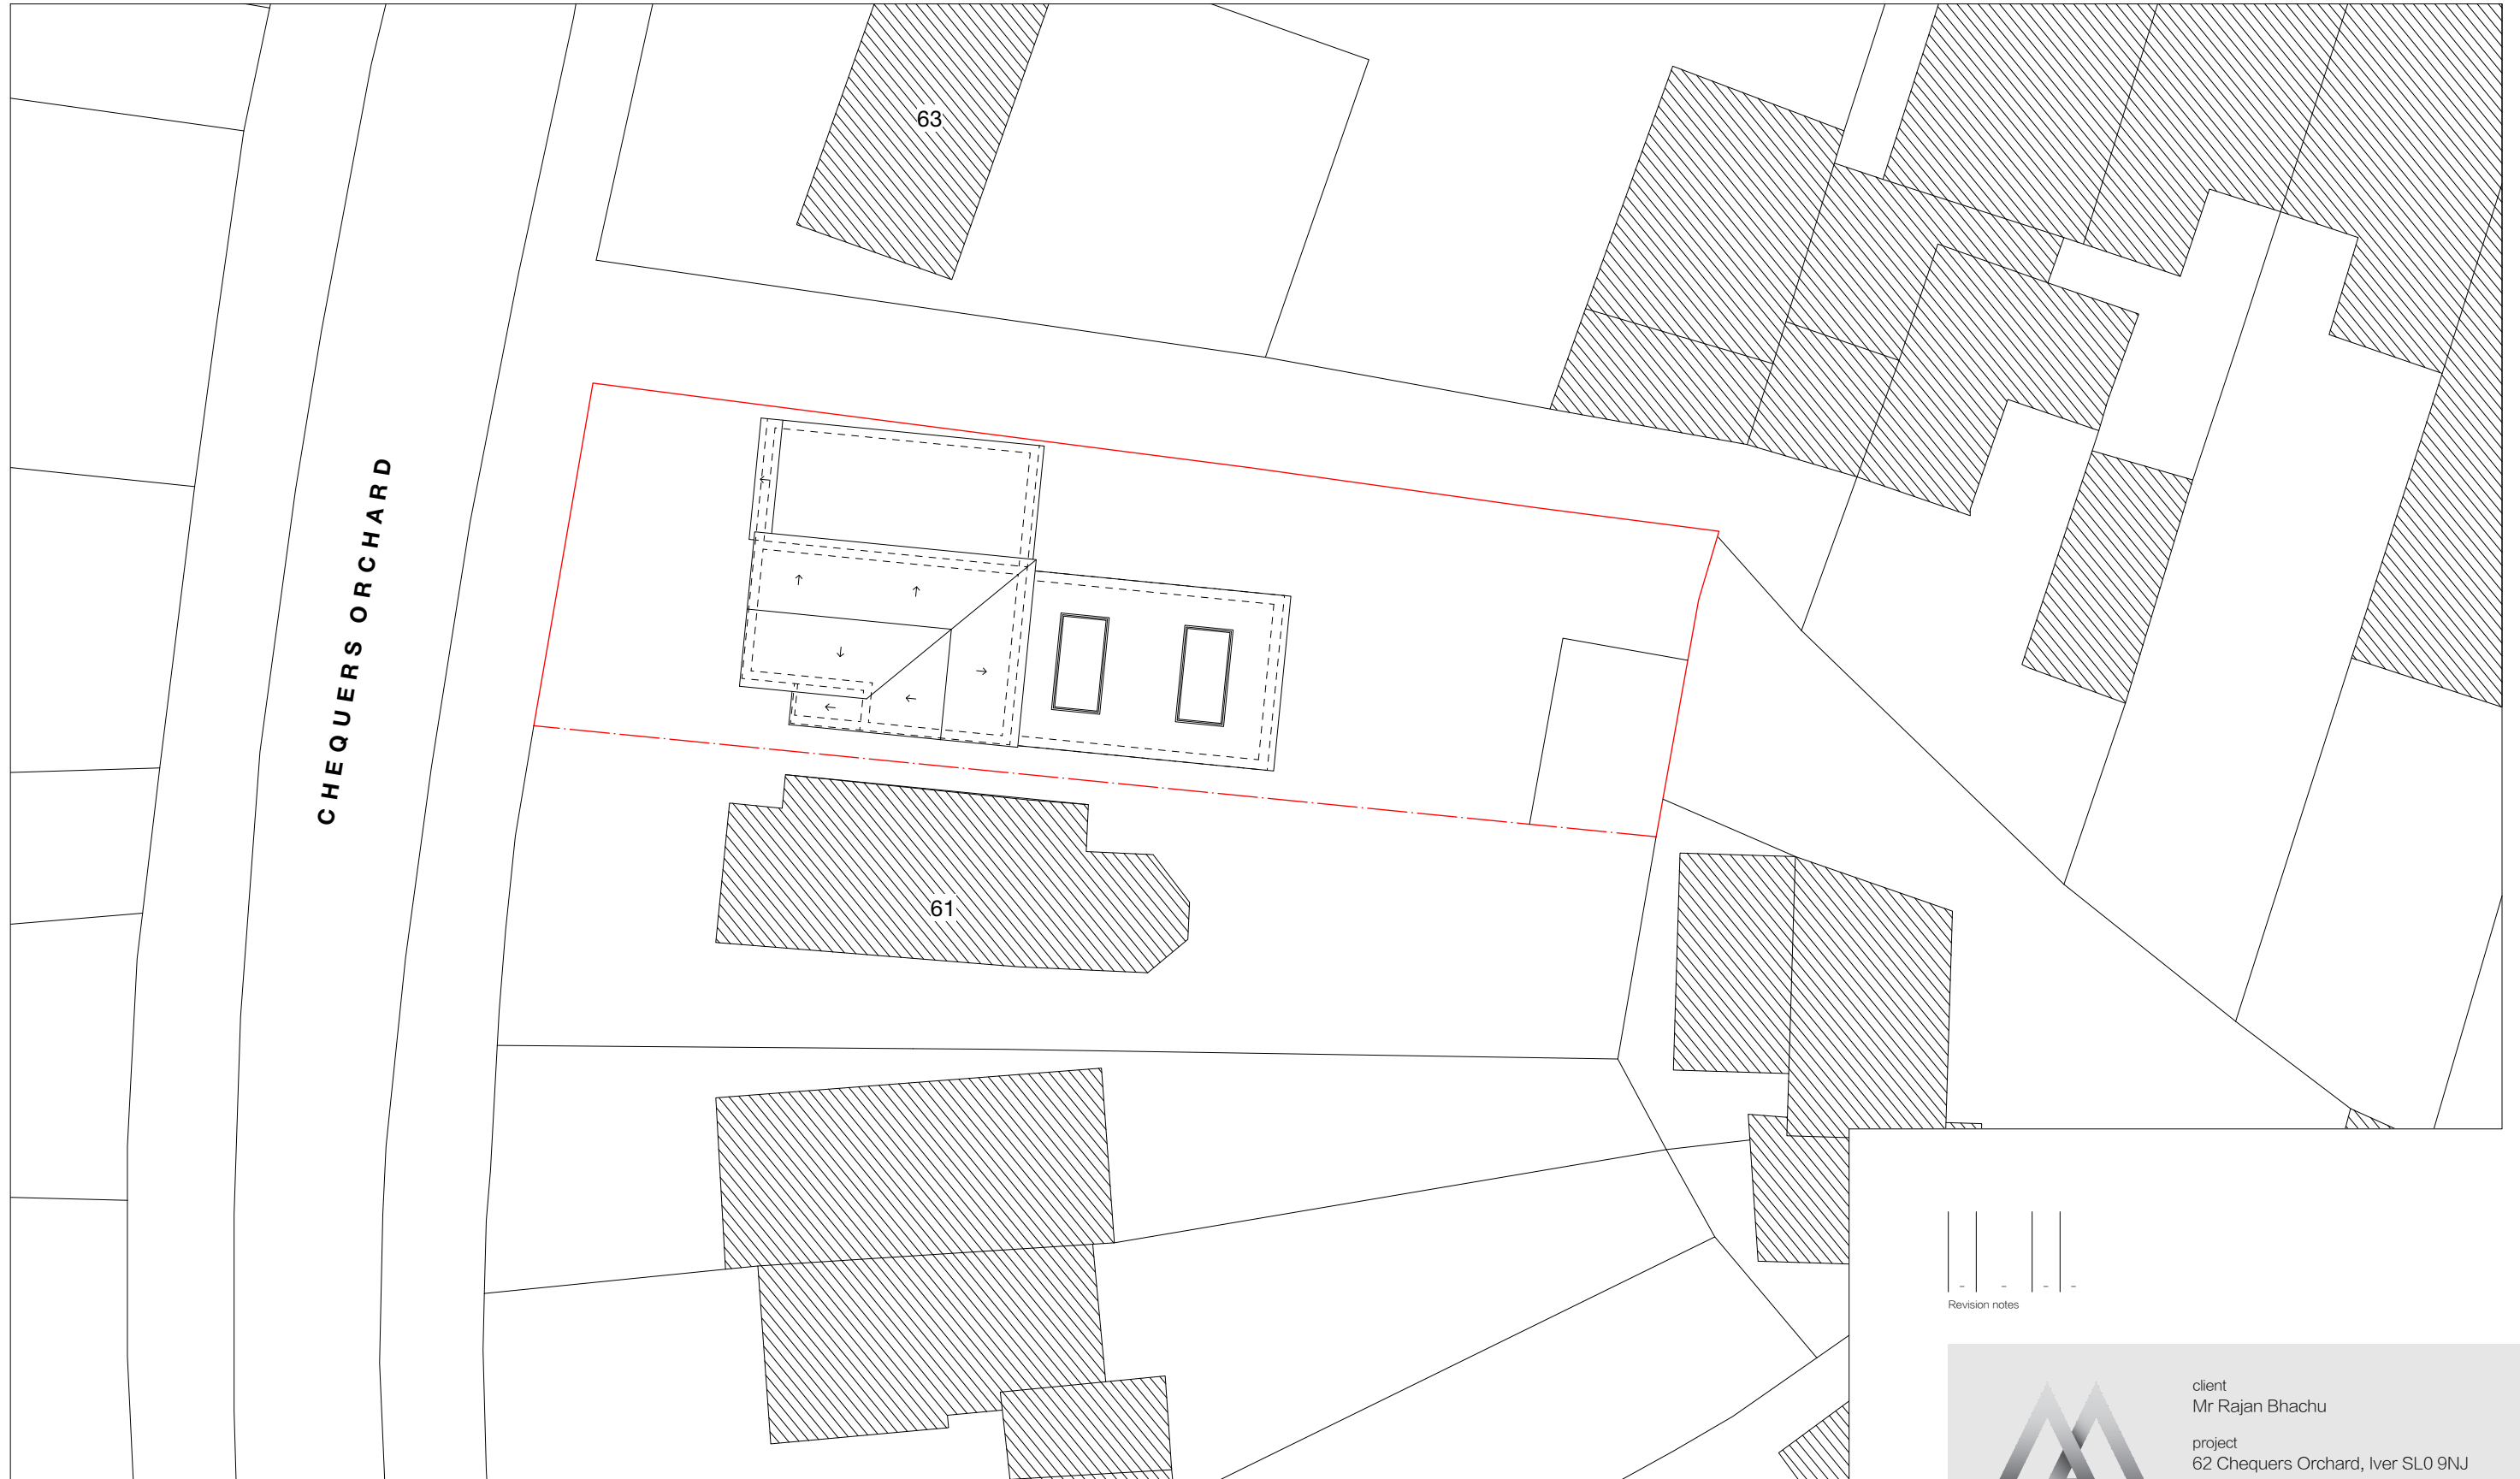 63
CHEQUERS ORCHARD
61
- - - -
Revision notes
client
Mr Rajan Bhachu
project
62 Chequers Orchard, Iver SL0 9NJ